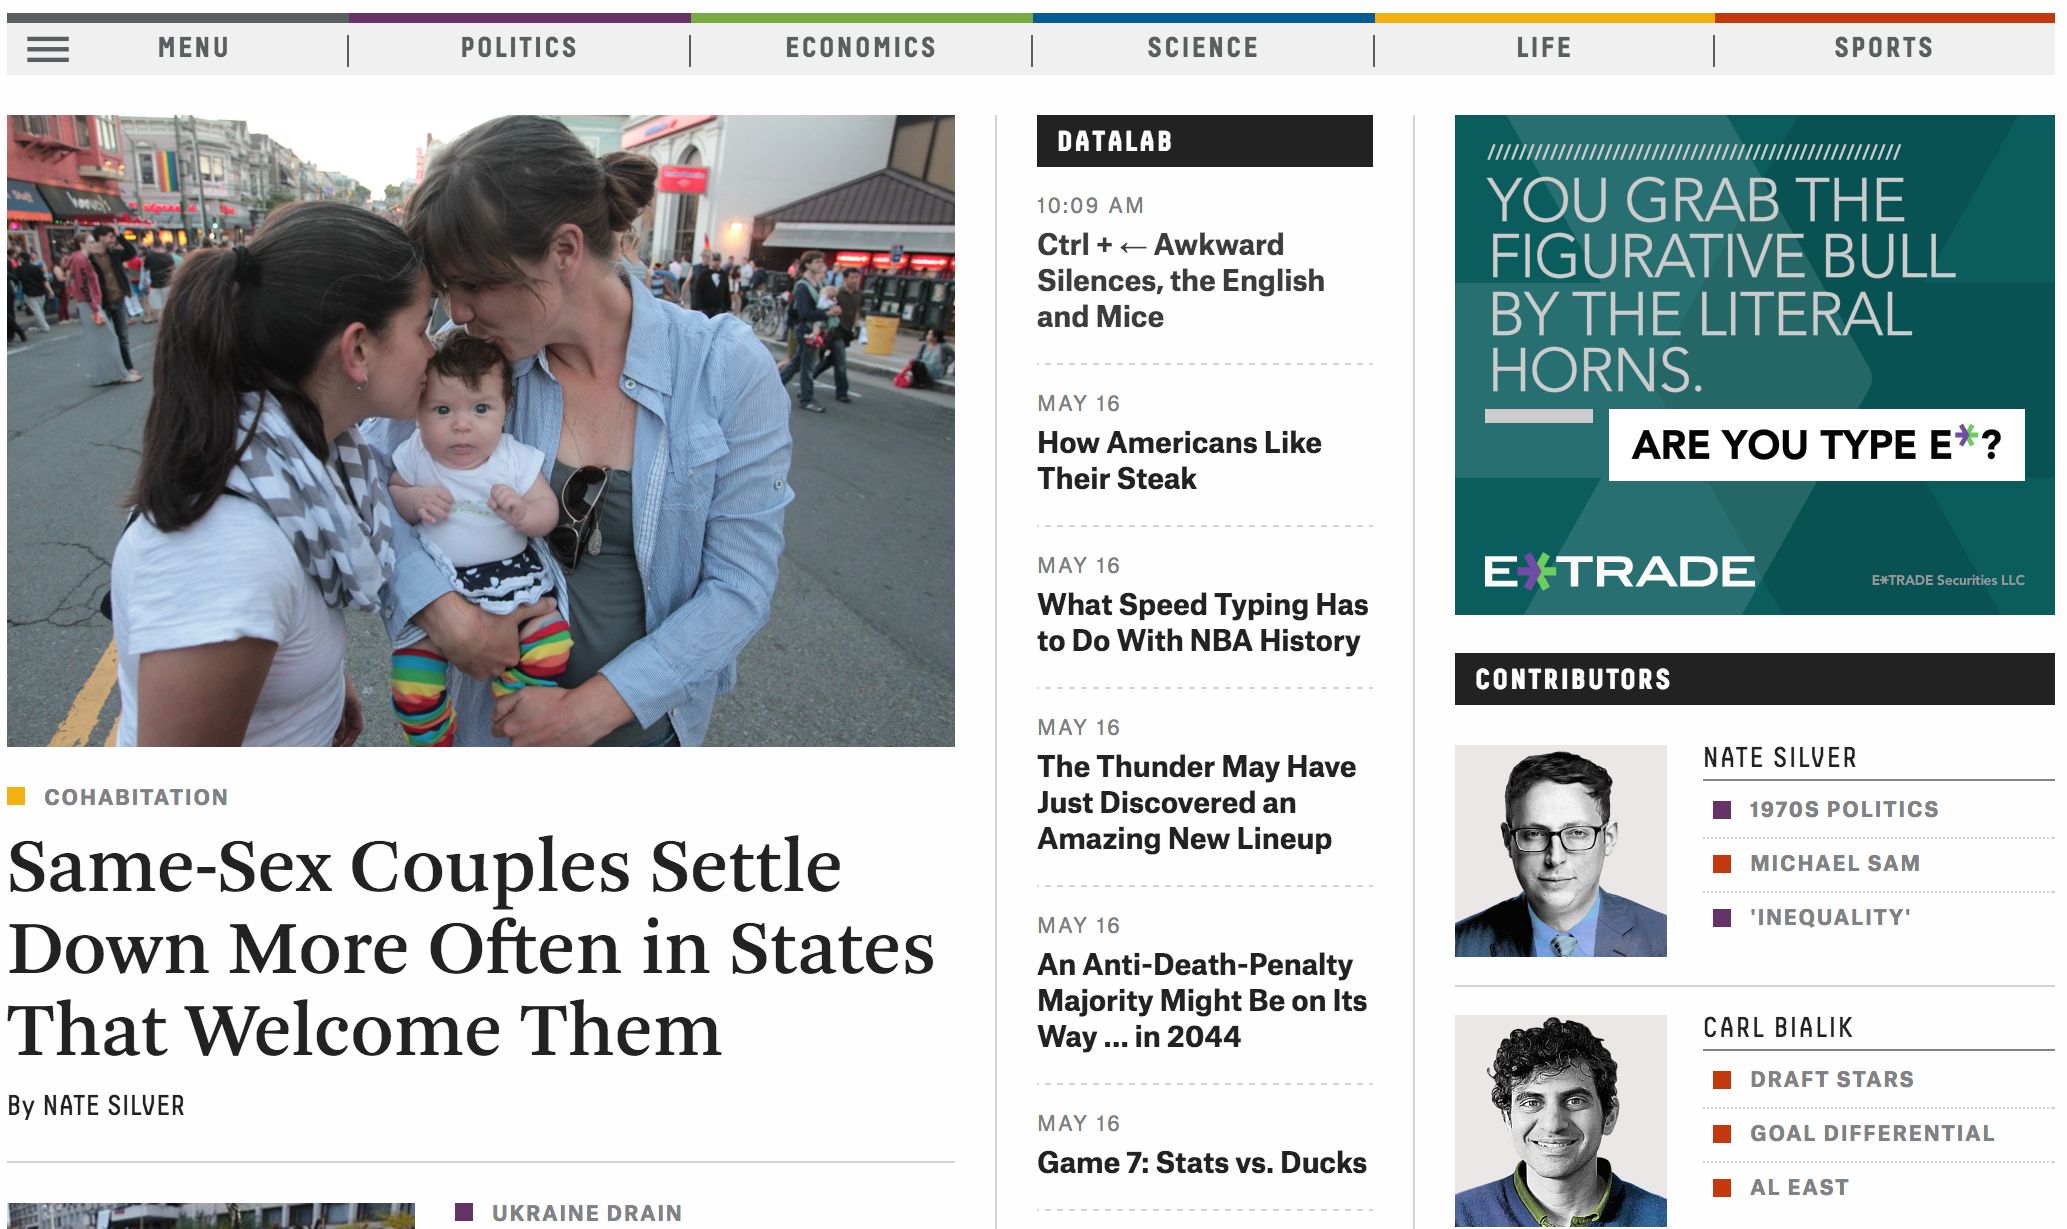 MENU
POLITICS
ECONOMICS
SCIENCE
LIFE
SPORTS
COHABITATION
Same-Sex Couples Settle
Down More Often in States
That Welcome Them
By NATE SILVER
UKRAINE DRAIN
DATALAB
10:09 AM
Ctrl + ← Awkward
Silences, the English
and Mice
MAY 16
How Americans Like
Their Steak
MAY 16
What Speed Typing Has
to Do With NBA History
MAY 16
The Thunder May Have
Just Discovered an
Amazing New Lineup
MAY 16
An Anti-Death-Penalty
Majority Might Be on Its
Way ... in 2044
MAY 16
Game 7: Stats vs. Ducks
YOU GRAB THE
FIGURATIVE BULL
BY THE LITERAL
HORNS.
ARE YOU TYPE E*?
E*TRADE
E*TRADE Securities LLC
CONTRIBUTORS
NATE SILVER
1970S POLITICS
MICHAEL SAM
'INEQUALITY'
CARL BIALIK
DRAFT STARS
GOAL DIFFERENTIAL
AL EAST